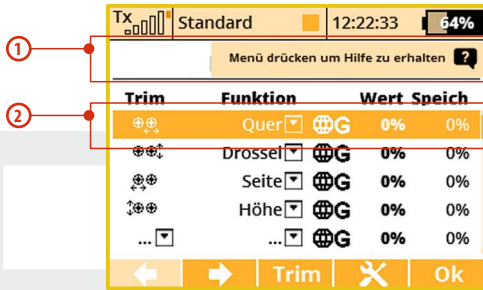 Tx Standard 12:22:33 64%
1
Menü drücken um Hilfe zu erhalten ?
2
Trim Funktion Wert Speich
Quer G 0% 0%
Drossel G 0% 0%
Seite G 0% 0%
Höhe G 0% 0%
... ... G 0% 0%
Trim Ok